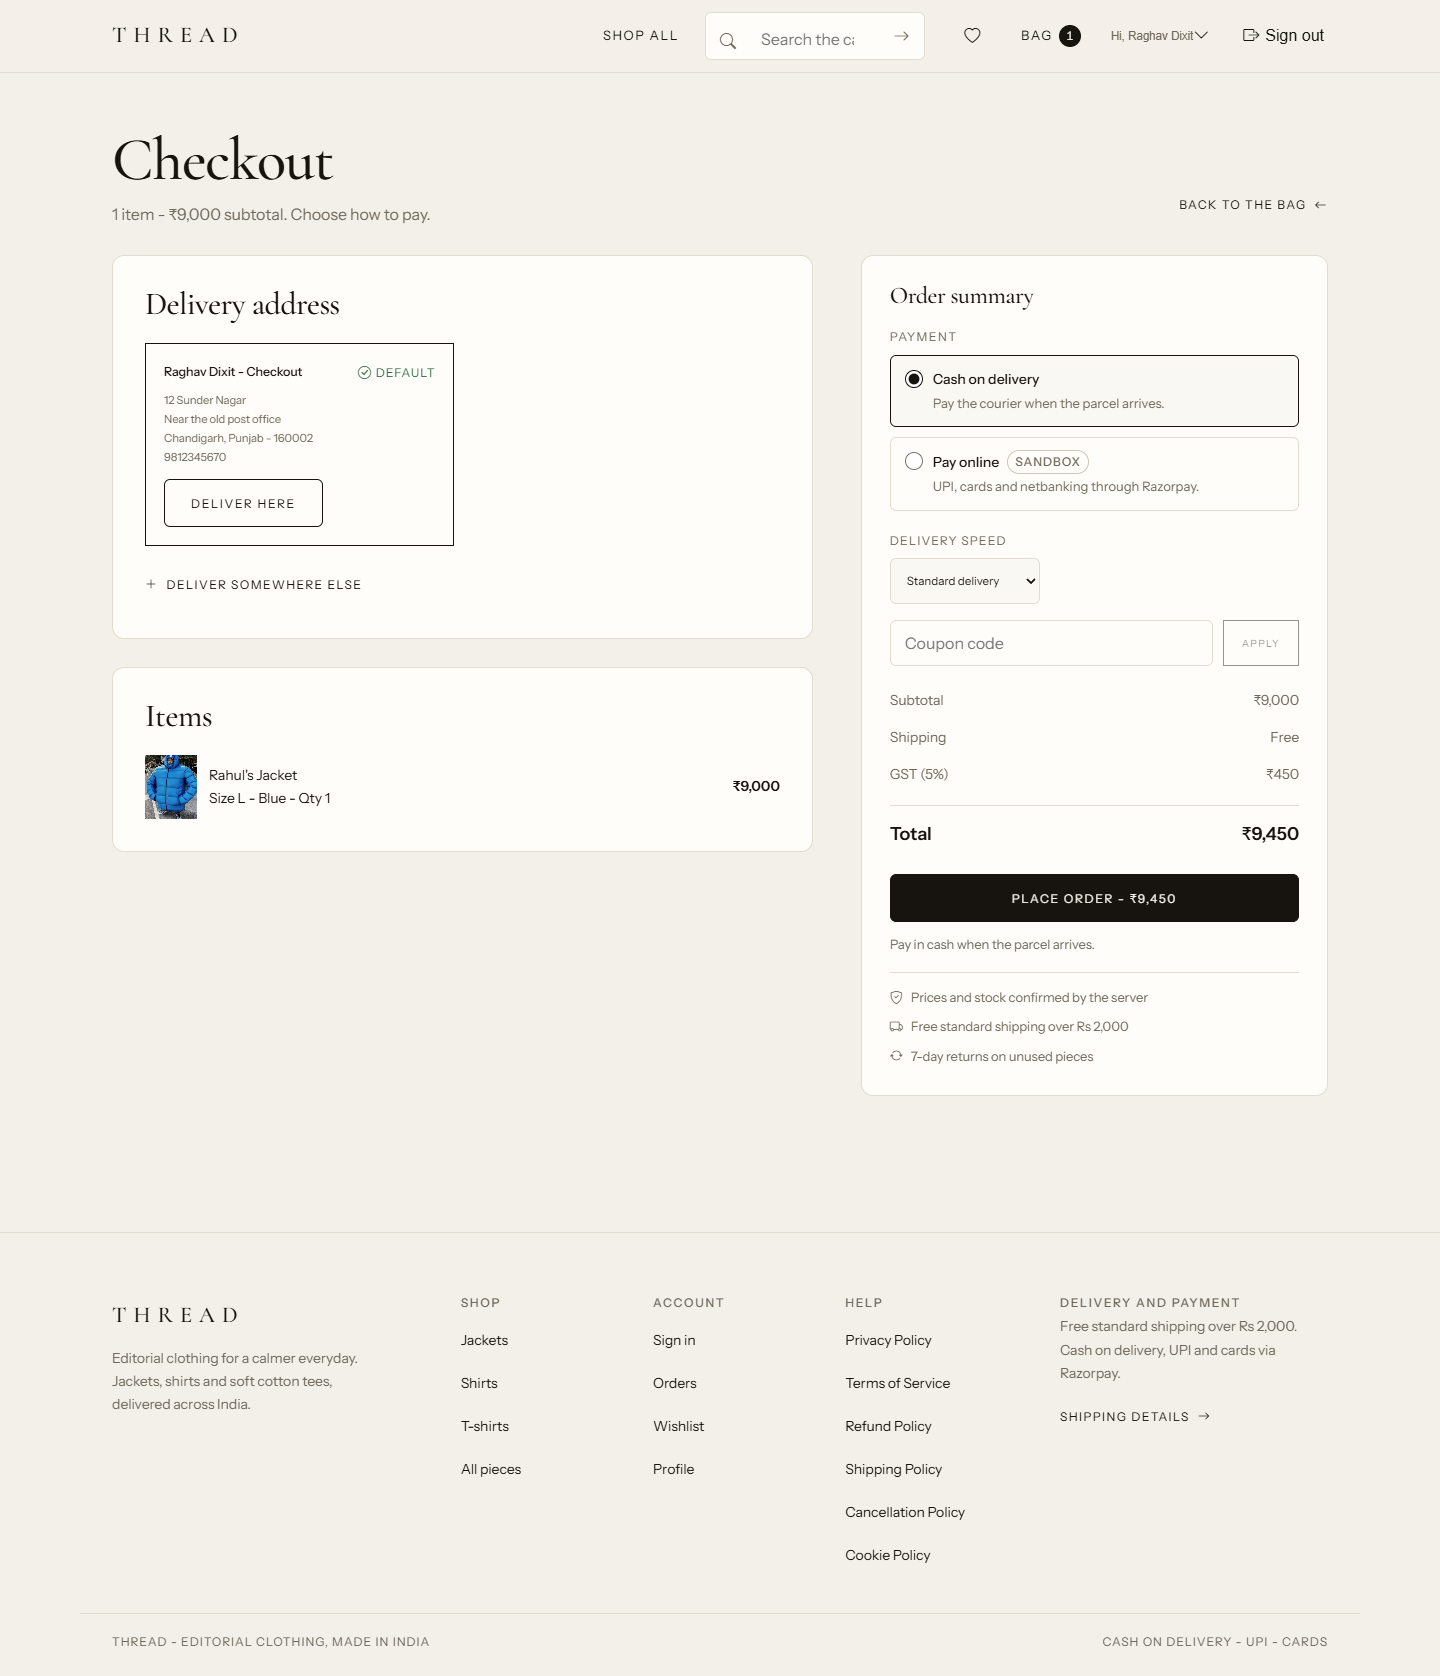 THREAD
SHOP ALL
Search the ca
BAG 1
Hi, Raghav Dixit
Sign out
Checkout
1 item - ₹9,000 subtotal. Choose how to pay.
BACK TO THE BAG ←
Delivery address
Raghav Dixit - Checkout
DEFAULT
12 Sunder Nagar
Near the old post office
Chandigarh, Punjab - 160002
9812345670
DELIVER HERE
+ DELIVER SOMEWHERE ELSE
Items
Rahul's Jacket
Size L - Blue - Qty 1
₹9,000
Order summary
PAYMENT
Cash on delivery
Pay the courier when the parcel arrives.
Pay online SANDBOX
UPI, cards and netbanking through Razorpay.
DELIVERY SPEED
Standard delivery
Coupon code
APPLY
Subtotal ₹9,000
Shipping Free
GST (5%) ₹450
Total ₹9,450
PLACE ORDER - ₹9,450
Pay in cash when the parcel arrives.
Prices and stock confirmed by the server
Free standard shipping over Rs 2,000
7-day returns on unused pieces
THREAD
Editorial clothing for a calmer everyday.
Jackets, shirts and soft cotton tees,
delivered across India.
SHOP
Jackets
Shirts
T-shirts
All pieces
ACCOUNT
Sign in
Orders
Wishlist
Profile
HELP
Privacy Policy
Terms of Service
Refund Policy
Shipping Policy
Cancellation Policy
Cookie Policy
DELIVERY AND PAYMENT
Free standard shipping over Rs 2,000.
Cash on delivery, UPI and cards via
Razorpay.
SHIPPING DETAILS →
THREAD - EDITORIAL CLOTHING, MADE IN INDIA
CASH ON DELIVERY - UPI - CARDS